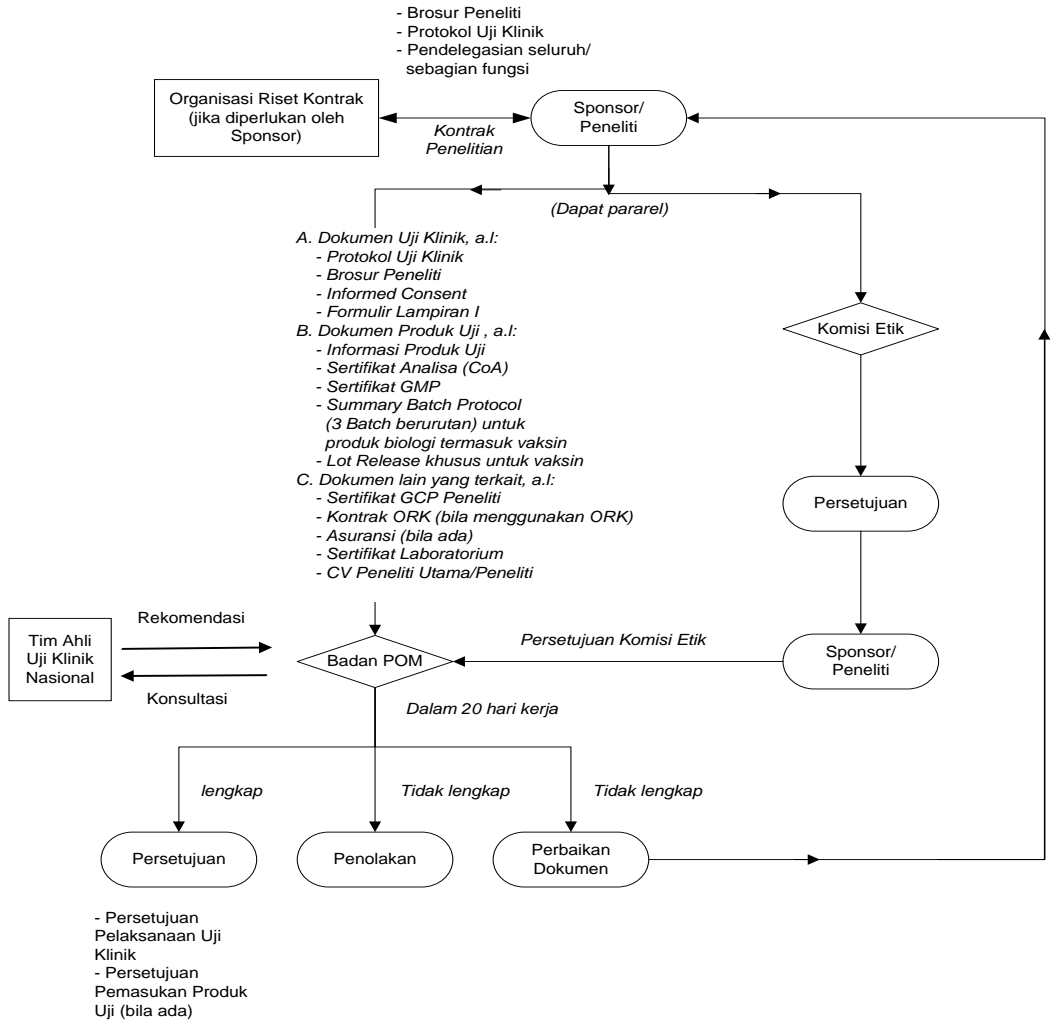 - Brosur Peneliti
- Protokol Uji Klinik
- Pendelegasian seluruh/
sebagian fungsi
Organisasi Riset Kontrak
(jika diperlukan oleh
Sponsor)
Kontrak
Penelitian
Sponsor/
Peneliti
(Dapat pararel)
A. Dokumen Uji Klinik, a.l:
- Protokol Uji Klinik
- Brosur Peneliti
- Informed Consent
- Formulir Lampiran I
B. Dokumen Produk Uji , a.l:
- Informasi Produk Uji
- Sertifikat Analisa (CoA)
- Sertifikat GMP
- Summary Batch Protocol
(3 Batch berurutan) untuk
produk biologi termasuk vaksin
- Lot Release khusus untuk vaksin
C. Dokumen lain yang terkait, a.l:
- Sertifikat GCP Peneliti
- Kontrak ORK (bila menggunakan ORK)
- Asuransi (bila ada)
- Sertifikat Laboratorium
- CV Peneliti Utama/Peneliti
Komisi Etik
Persetujuan
Sponsor/
Peneliti
Persetujuan Komisi Etik
Tim Ahli
Uji Klinik
Nasional
Rekomendasi
Konsultasi
Badan POM
Dalam 20 hari kerja
lengkap
Tidak lengkap
Tidak lengkap
Persetujuan
Penolakan
Perbaikan
Dokumen
- Persetujuan
Pelaksanaan Uji
Klinik
- Persetujuan
Pemasukan Produk
Uji (bila ada)